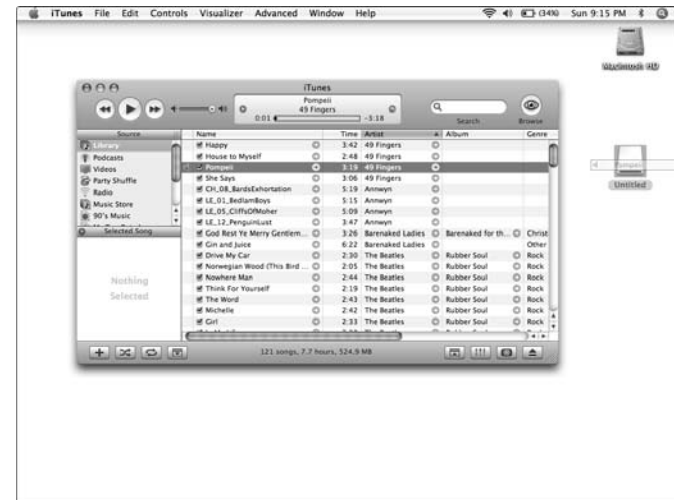 iTunes File Edit Controls Visualizer Advanced Window Help (34%) Sun 9:15 PM
Macintosh HD
iTunes
Pompeii
49 Fingers
0:01 -3:18
Search
Browse
Source
Name Time Artist Album Genre
Library
Podcasts
Videos
Party Shuffle
Radio
Music Store
90's Music
Happy 3:42 49 Fingers
House to Myself 2:48 49 Fingers
Pompeii 3:19 49 Fingers
She Says 3:06 49 Fingers
CH_08_BardsExhortation 5:19 Annwyn
LE_01_BedlamBoys 5:15 Annwyn
LE_05_CliffsOfMoher 5:09 Annwyn
LE_12_PenguinLust 3:47 Annwyn
God Rest Ye Merry Gentlem... 3:26 Barenaked Ladies Barenaked for th... Christ
Gin and Juice 6:22 Barenaked Ladies Other
Drive My Car 2:30 The Beatles Rubber Soul Rock
Norwegian Wood (This Bird ... 2:05 The Beatles Rubber Soul Rock
Nowhere Man 2:44 The Beatles Rubber Soul Rock
Think For Yourself 2:19 The Beatles Rubber Soul Rock
The Word 2:43 The Beatles Rubber Soul Rock
Michelle 2:42 The Beatles Rubber Soul Rock
Girl 2:33 The Beatles Rubber Soul Rock
Selected Song
Nothing
Selected
121 songs, 7.7 hours, 524.9 MB
Pompeii
Untitled